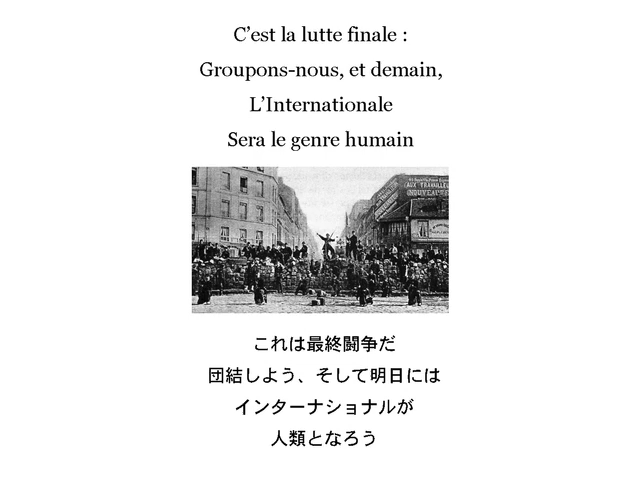 C’est la lutte finale :
Groupons-nous, et demain,
L’Internationale
Sera le genre humain
AUX TRAVAILLEURS
これは最終闘争だ
団結しよう、そして明日には
インターナショナルが
人類となろう